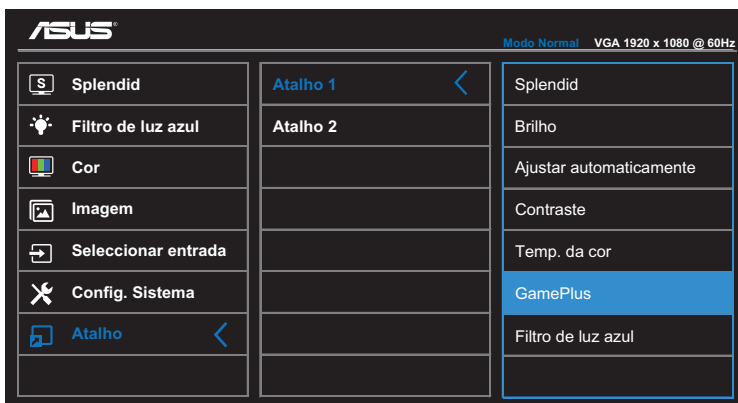 ASUS
Modo Normal VGA 1920 x 1080 @ 60Hz
S Splendid
Filtro de luz azul
Cor
Imagem
Seleccionar entrada
Config. Sistema
Atalho
Atalho 1
Atalho 2
Splendid
Brilho
Ajustar automaticamente
Contraste
Temp. da cor
GamePlus
Filtro de luz azul